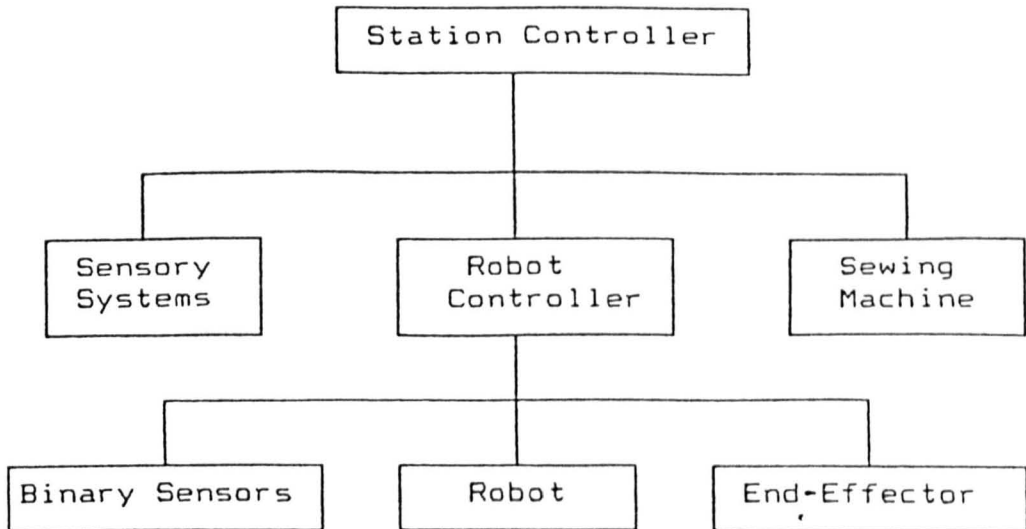 Station Controller
Sensory
Systems
Robot
Controller
Sewing
Machine
Binary Sensors
Robot
End-Effector